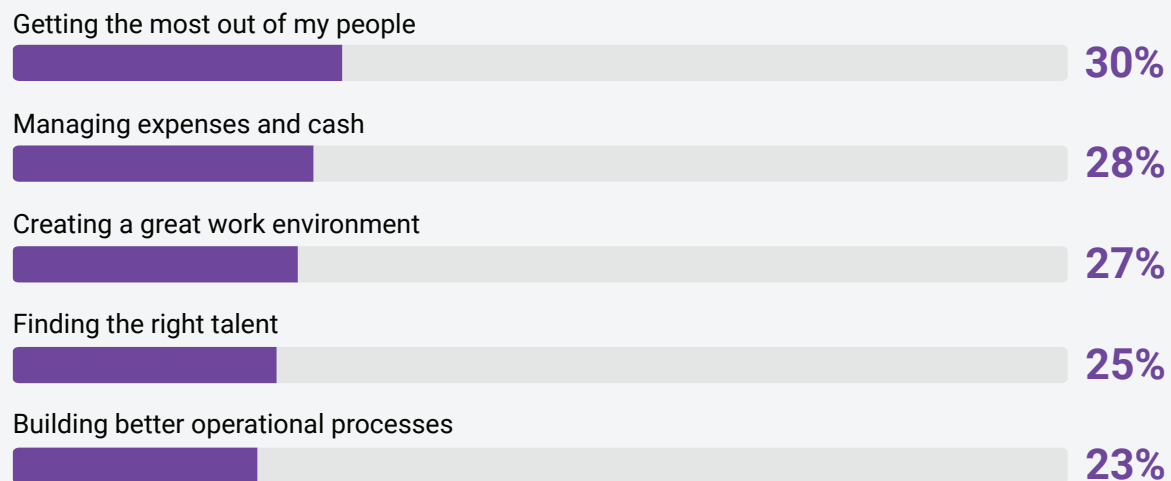 Getting the most out of my people
30%
Managing expenses and cash
28%
Creating a great work environment
27%
Finding the right talent
25%
Building better operational processes
23%